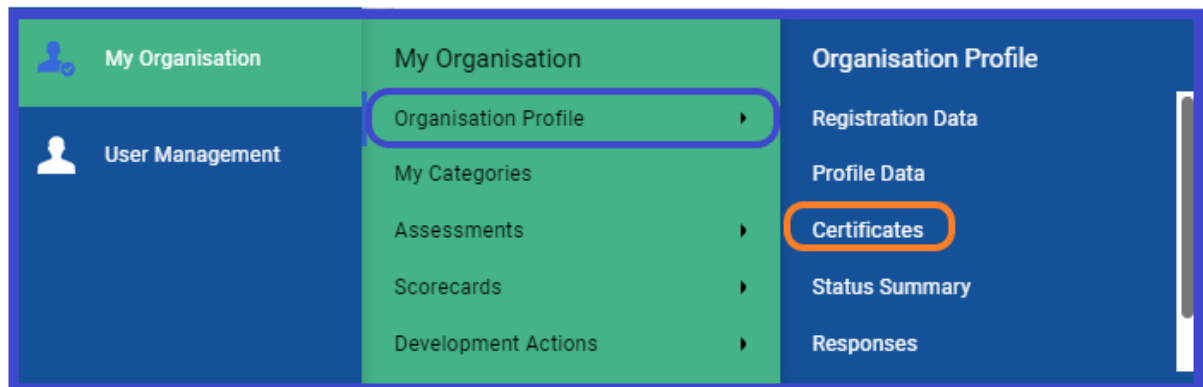 My Organisation
User Management
My Organisation
Organisation Profile
My Categories
Assessments
Scorecards
Development Actions
Organisation Profile
Registration Data
Profile Data
Certificates
Status Summary
Responses